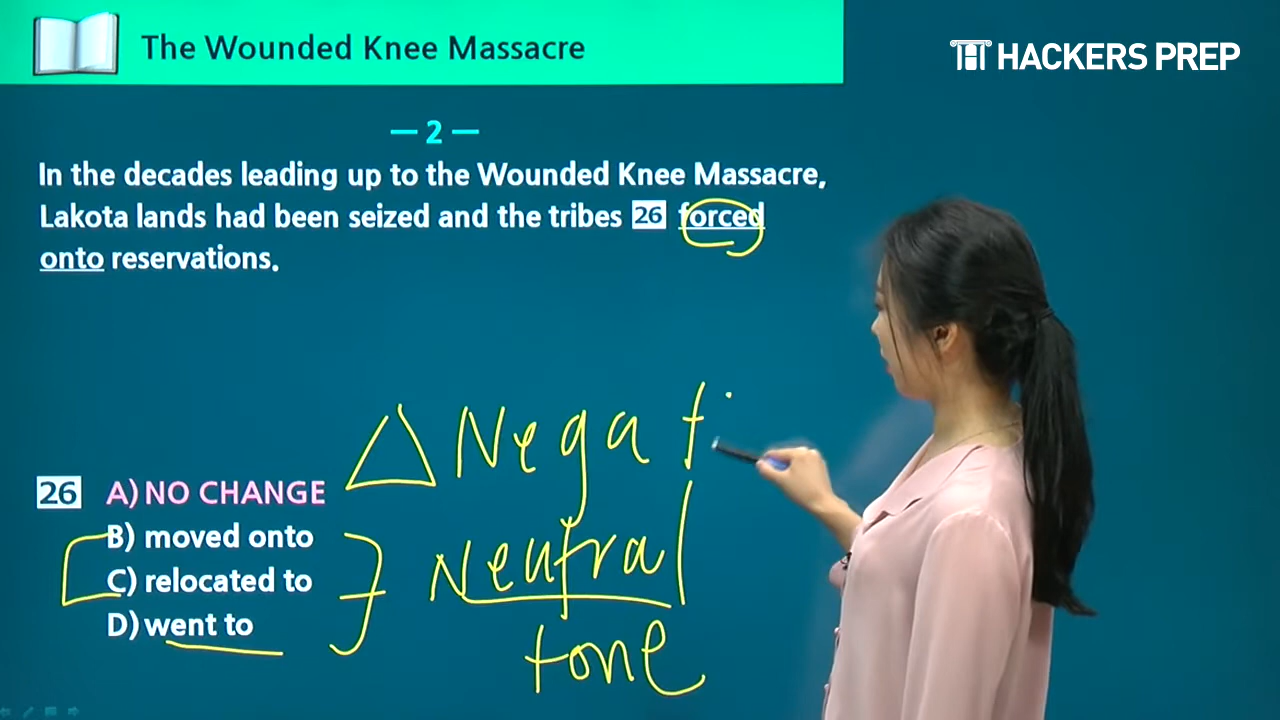 The Wounded Knee Massacre
HACKERS PREP
— 2 —
In the decades leading up to the Wounded Knee Massacre,
Lakota lands had been seized and the tribes 26 forced
onto reservations.
Negati
26 A) NO CHANGE
B) moved onto
C) relocated to
D) went to
Neutral
tone